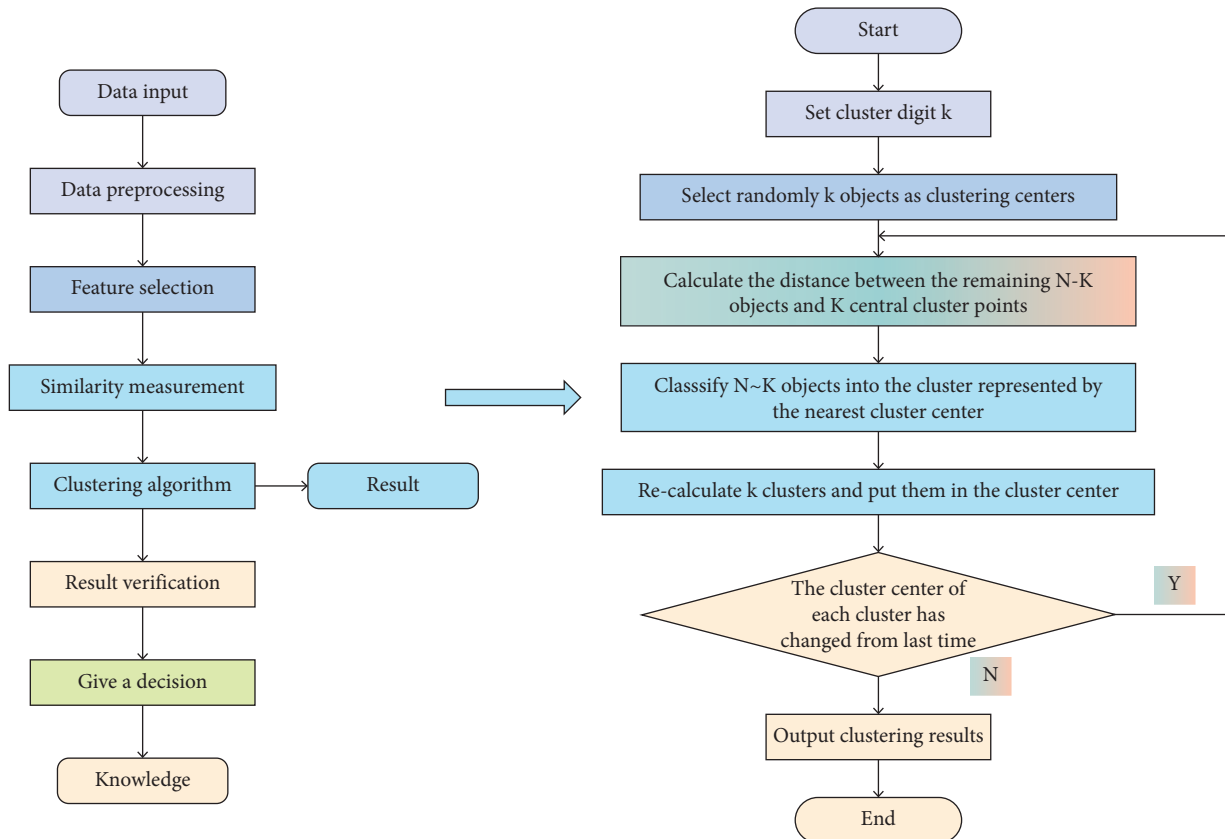 Data input
Data preprocessing
Feature selection
Similarity measurement
Clustering algorithm
Result
Result verification
Give a decision
Knowledge
Start
Set cluster digit k
Select randomly k objects as clustering centers
Calculate the distance between the remaining N-K
objects and K central cluster points
Classsify N~K objects into the cluster represented by
the nearest cluster center
Re-calculate k clusters and put them in the cluster center
The cluster center of
each cluster has
changed from last time
Y
N
Output clustering results
End